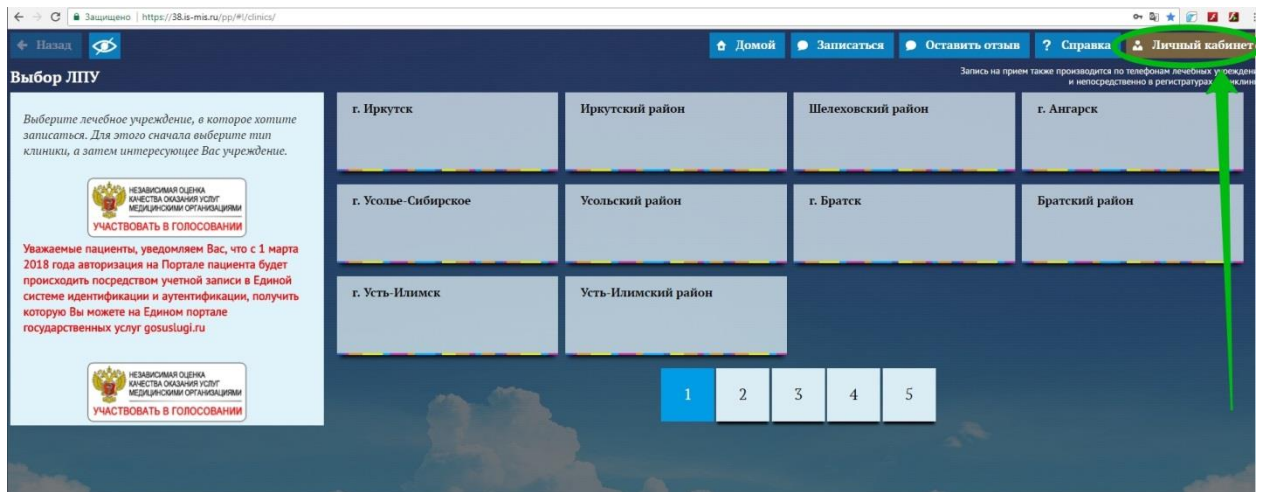 Защищено | https://38.is-mis.ru/pp/#!/clinics/
Назад
Домой
Записаться
Оставить отзыв
? Справка
Личный кабинет
Выбор ЛПУ
Запись на прием также производится по телефонам лечебных
и непосредственно в регистратурах
Выберите лечебное учреждение, в которое хотите
записаться. Для этого сначала выберите тип
клиники, а затем интересующее Вас учреждение.
НЕЗАВИСИМАЯ ОЦЕНКА
КАЧЕСТВА ОКАЗАНИЯ УСЛУГ
МЕДИЦИНСКИМИ ОРГАНИЗАЦИЯМИ
УЧАСТВОВАТЬ В ГОЛОСОВАНИИ
Уважаемые пациенты, уведомляем Вас, что с 1 марта
2018 года авторизация на Портале пациента будет
происходить посредством учетной записи в Единой
системе идентификации и аутентификации, получить
которую Вы можете на Едином портале
государственных услуг gosuslugi.ru
НЕЗАВИСИМАЯ ОЦЕНКА
КАЧЕСТВА ОКАЗАНИЯ УСЛУГ
МЕДИЦИНСКИМИ ОРГАНИЗАЦИЯМИ
УЧАСТВОВАТЬ В ГОЛОСОВАНИИ
г. Иркутск
Иркутский район
Шелеховский район
г. Ангарск
г. Усолье-Сибирское
Усольский район
г. Братск
Братский район
г. Усть-Илимск
Усть-Илимский район
1 2 3 4 5